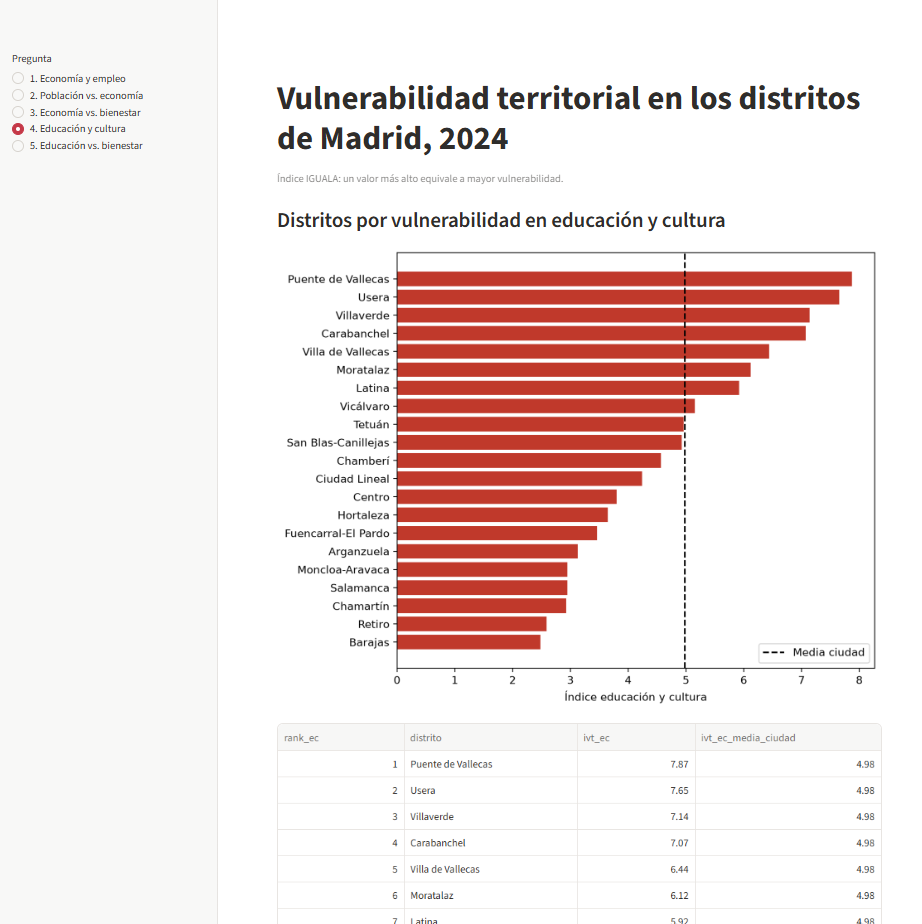 Pregunta
1. Economía y empleo
2. Población vs. economía
3. Economía vs. bienestar
4. Educación y cultura
5. Educación vs. bienestar
Vulnerabilidad territorial en los distritos
de Madrid, 2024
Índice IGUALA: un valor más alto equivale a mayor vulnerabilidad.
Distritos por vulnerabilidad en educación y cultura
Puente de Vallecas
Usera
Villaverde
Carabanchel
Villa de Vallecas
Moratalaz
Latina
Vicálvaro
Tetuán
San Blas-Canillejas
Chamberí
Ciudad Lineal
Centro
Hortaleza
Fuencarral-El Pardo
Arganzuela
Moncloa-Aravaca
Salamanca
Chamartín
Retiro
Barajas
Media ciudad
0 1 2 3 4 5 6 7 8
Índice educación y cultura
rank_ec distrito ivt_ec ivt_ec_media_ciudad
1 Puente de Vallecas 7.87 4.98
2 Usera 7.65 4.98
3 Villaverde 7.14 4.98
4 Carabanchel 7.07 4.98
5 Villa de Vallecas 6.44 4.98
6 Moratalaz 6.12 4.98
7 Latina 5.92 4.98